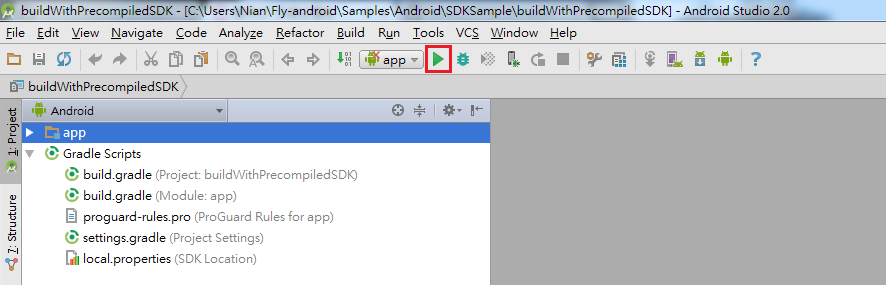 buildWithPrecompiledSDK - [C:\Users\Nian\Fly-android\Samples\Android\SDKSample\buildWithPrecompiledSDK] - Android Studio 2.0
File Edit View Navigate Code Analyze Refactor Build Run Tools VCS Window Help
app
buildWithPrecompiledSDK
1: Project
Android
app
Gradle Scripts
build.gradle (Project: buildWithPrecompiledSDK)
build.gradle (Module: app)
proguard-rules.pro (ProGuard Rules for app)
settings.gradle (Project Settings)
local.properties (SDK Location)
7: Structure